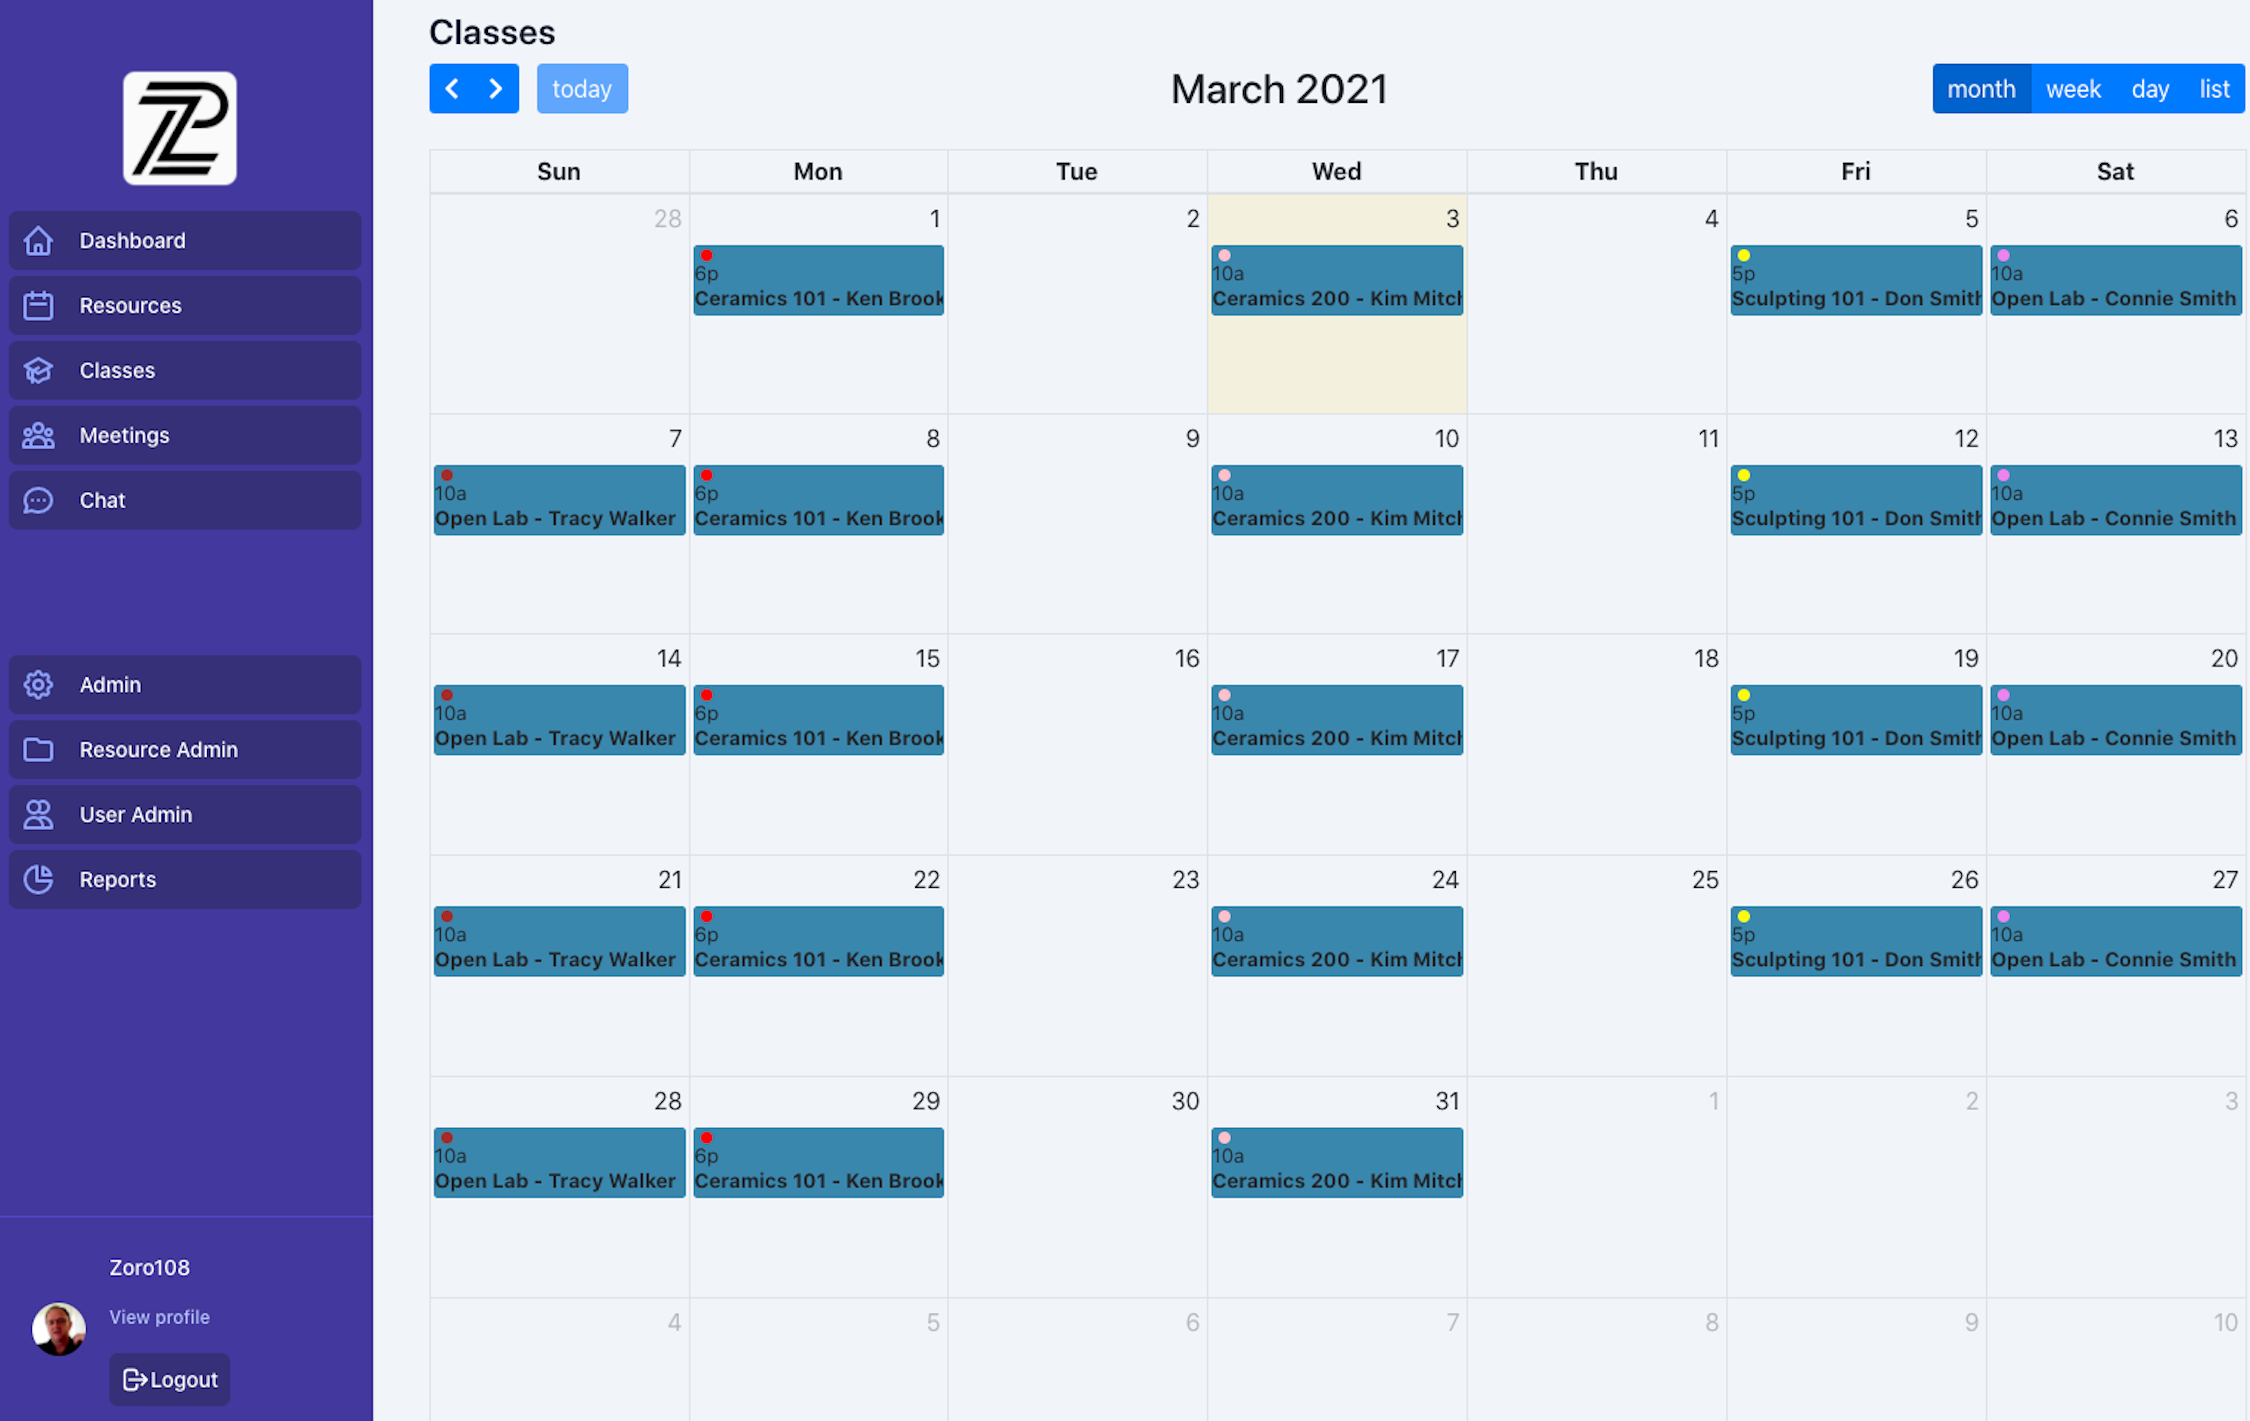 Dashboard
Resources
Classes
Meetings
Chat
Admin
Resource Admin
User Admin
Reports
Zoro108
View profile
Logout
Classes
today
March 2021
month week day list
Sun Mon Tue Wed Thu Fri Sat
28 1 2 3 4 5 6
6p 10a 5p 10a
Ceramics 101 - Ken Brook Ceramics 200 - Kim Mitch Sculpting 101 - Don Smith Open Lab - Connie Smith
7 8 9 10 11 12 13
10a 6p 10a 5p 10a
Open Lab - Tracy Walker Ceramics 101 - Ken Brook Ceramics 200 - Kim Mitch Sculpting 101 - Don Smith Open Lab - Connie Smith
14 15 16 17 18 19 20
10a 6p 10a 5p 10a
Open Lab - Tracy Walker Ceramics 101 - Ken Brook Ceramics 200 - Kim Mitch Sculpting 101 - Don Smith Open Lab - Connie Smith
21 22 23 24 25 26 27
10a 6p 10a 5p 10a
Open Lab - Tracy Walker Ceramics 101 - Ken Brook Ceramics 200 - Kim Mitch Sculpting 101 - Don Smith Open Lab - Connie Smith
28 29 30 31 1 2 3
10a 6p 10a
Open Lab - Tracy Walker Ceramics 101 - Ken Brook Ceramics 200 - Kim Mitch
4 5 6 7 8 9 10